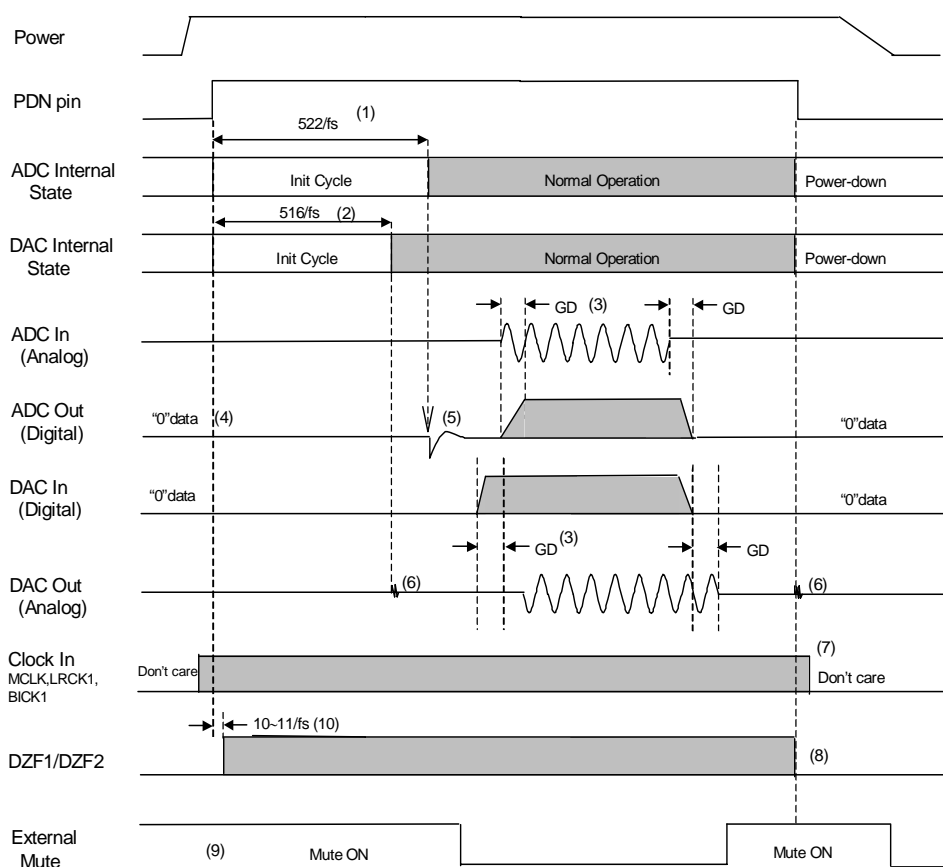 Power
PDN pin
522/fs (1)
ADC Internal
State
Init Cycle
Normal Operation
Power-down
516/fs (2)
DAC Internal
State
Init Cycle
Normal Operation
Power-down
GD (3)
GD
ADC In
(Analog)
ADC Out
(Digital)
“0”data (4)
(5)
“0”data
DAC In
(Digital)
“0”data
“0”data
GD (3)
GD
DAC Out
(Analog)
(6)
(6)
Clock In
MCLK,LRCK1,
BICK1
Don’t care
(7)
Don’t care
10~11/fs (10)
DZF1/DZF2
(8)
External
Mute
(9)
Mute ON
Mute ON